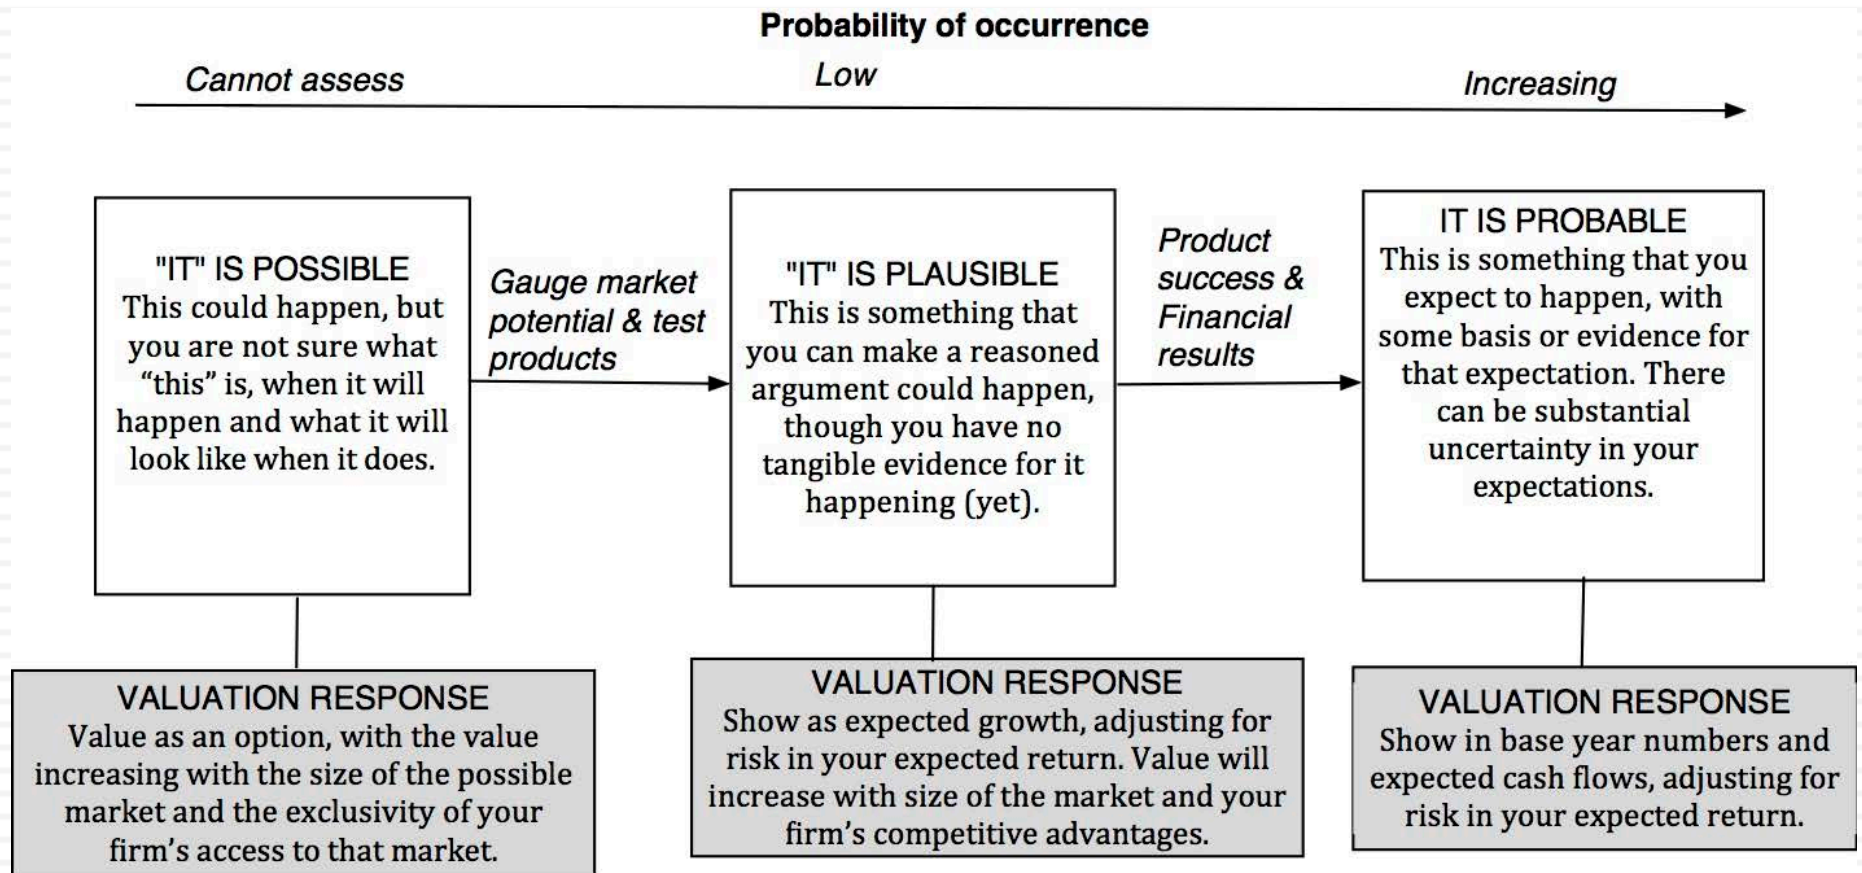 Probability of occurrence
Cannot assess
Low
Increasing
"IT" IS POSSIBLE
This could happen, but
you are not sure what
“this” is, when it will
happen and what it will
look like when it does.
Gauge market
potential & test
products
"IT" IS PLAUSIBLE
This is something that
you can make a reasoned
argument could happen,
though you have no
tangible evidence for it
happening (yet).
Product
success &
Financial
results
IT IS PROBABLE
This is something that you
expect to happen, with
some basis or evidence for
that expectation. There
can be substantial
uncertainty in your
expectations.
VALUATION RESPONSE
Value as an option, with the value
increasing with the size of the possible
market and the exclusivity of your
firm’s access to that market.
VALUATION RESPONSE
Show as expected growth, adjusting for
risk in your expected return. Value will
increase with size of the market and your
firm’s competitive advantages.
VALUATION RESPONSE
Show in base year numbers and
expected cash flows, adjusting for
risk in your expected return.